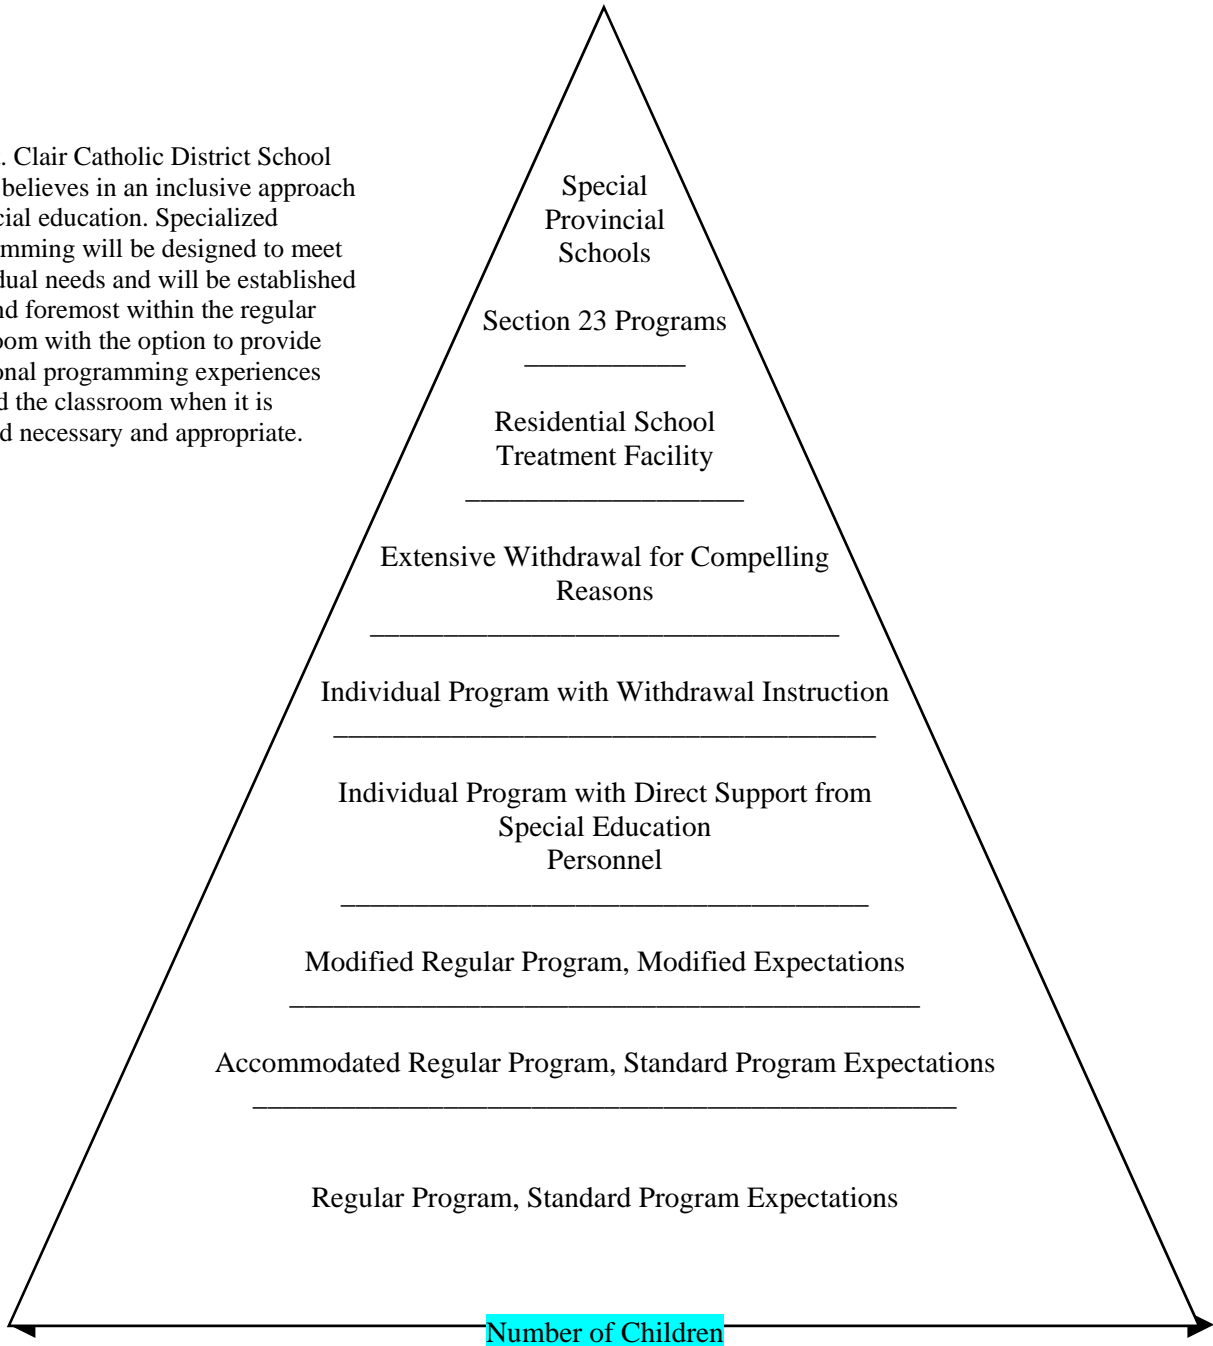 . Clair Catholic District School
believes in an inclusive approach
cial education. Specialized
mming will be designed to meet
dual needs and will be established
nd foremost within the regular
oom with the option to provide
onal programming experiences
d the classroom when it is
d necessary and appropriate.
Special
Provincial
Schools
Section 23 Programs
Residential School
Treatment Facility
Extensive Withdrawal for Compelling
Reasons
Individual Program with Withdrawal Instruction
Individual Program with Direct Support from
Special Education
Personnel
Modified Regular Program, Modified Expectations
Accommodated Regular Program, Standard Program Expectations
Regular Program, Standard Program Expectations
Number of Children